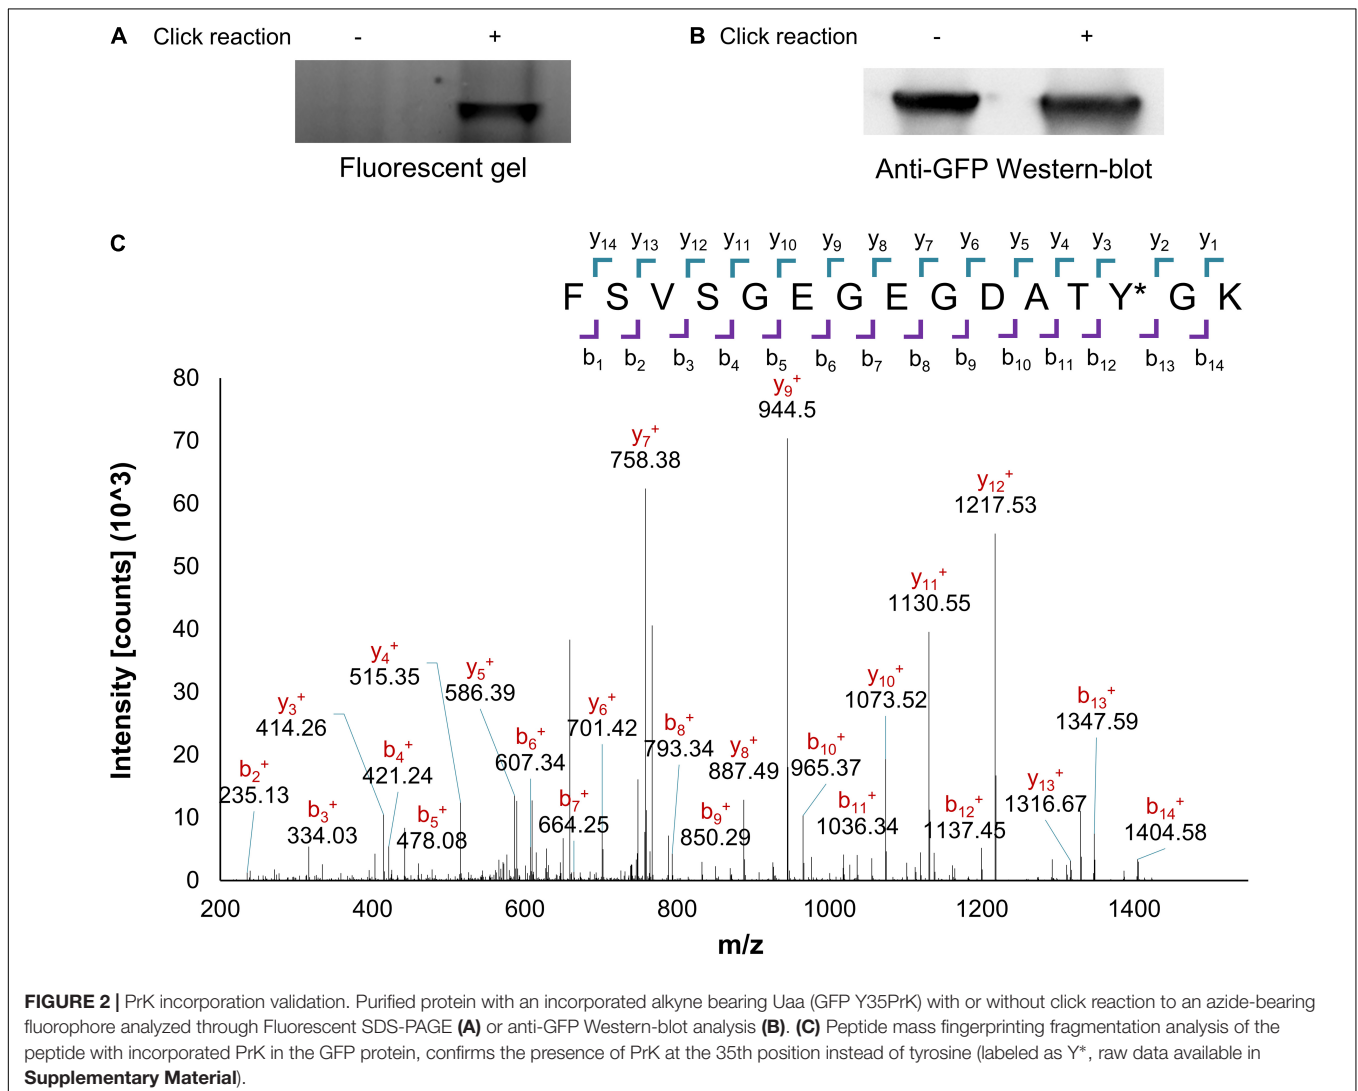 A Click reaction - +
B Click reaction - +
Fluorescent gel
Anti-GFP Western-blot
C
y14 y13 y12 y11 y10 y9 y8 y7 y6 y5 y4 y3 y2 y1
F S V S G E G E G D A T Y* G K
b1 b2 b3 b4 b5 b6 b7 b8 b9 b10 b11 b12 b13 b14
Intensity [counts] (10^3)
80
70
60
50
40
30
20
10
0
y9+
944.5
y7+
758.38
y12+
1217.53
y11+
1130.55
y4+
515.35
y5+
586.39
y3+
414.26
y6+
701.42
y10+
1073.52
b13+
1347.59
b2+
235.13
b3+
334.03
b4+
421.24
b5+
478.08
b6+
607.34
b7+
664.25
b8+
793.34
y8+
887.49
b9+
850.29
b10+
965.37
b11+
1036.34
b12+
1137.45
y13+
1316.67
b14+
1404.58
200 400 600 800 1000 1200 1400
m/z
FIGURE 2 | PrK incorporation validation. Purified protein with an incorporated alkyne bearing Uaa (GFP Y35PrK) with or without click reaction to an azide-bearing
fluorophore analyzed through Fluorescent SDS-PAGE (A) or anti-GFP Western-blot analysis (B). (C) Peptide mass fingerprinting fragmentation analysis of the
peptide with incorporated PrK in the GFP protein, confirms the presence of PrK at the 35th position instead of tyrosine (labeled as Y*, raw data available in
Supplementary Material).